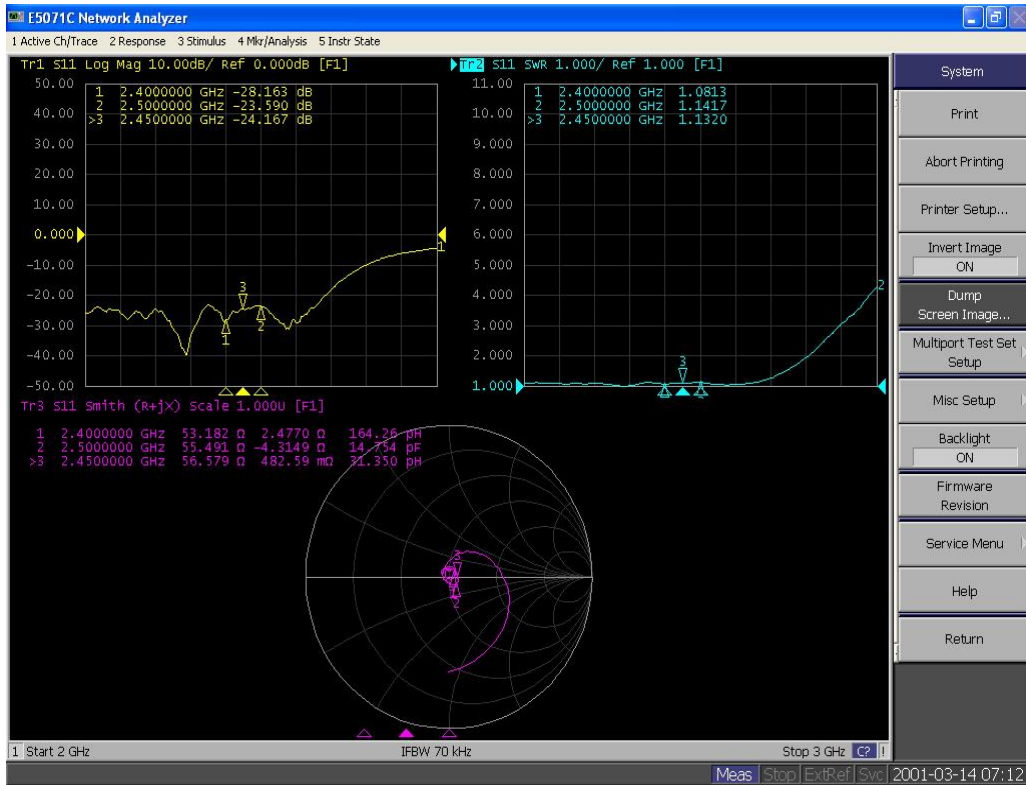 E5071C Network Analyzer
1 Active Ch/Trace 2 Response 3 Stimulus 4 Mkr/Analysis 5 Instr State
Tr1 S11 Log Mag 10.00dB/ Ref 0.000dB [F1]
50.00
40.00
30.00
20.00
10.00
0.000
-10.00
-20.00
-30.00
-40.00
-50.00
1 2.4000000 GHz -28.163 dB
2 2.5000000 GHz -23.590 dB
>3 2.4500000 GHz -24.167 dB
3
1
2
1
Tr2 S11 SWR 1.000/ Ref 1.000 [F1]
11.00
10.00
9.000
8.000
7.000
6.000
5.000
4.000
3.000
2.000
1.000
1 2.4000000 GHz 1.0813
2 2.5000000 GHz 1.1417
>3 2.4500000 GHz 1.1320
3
2
Tr3 S11 Smith (R+jX) Scale 1.000U [F1]
1 2.4000000 GHz 53.182 Ω 2.4770 Ω 164.26 pH
2 2.5000000 GHz 55.491 Ω -4.3149 Ω 14.754 pF
>3 2.4500000 GHz 56.579 Ω 482.59 mΩ 31.350 pH
3
2
1 Start 2 GHz
IFBW 70 kHz
Stop 3 GHz C? !
System
Print
Abort Printing
Printer Setup...
Invert Image
ON
Dump
Screen Image...
Multiport Test Set
Setup
Misc Setup
Backlight
ON
Firmware
Revision
Service Menu
Help
Return
Meas Stop ExtRef Svc 2001-03-14 07:12